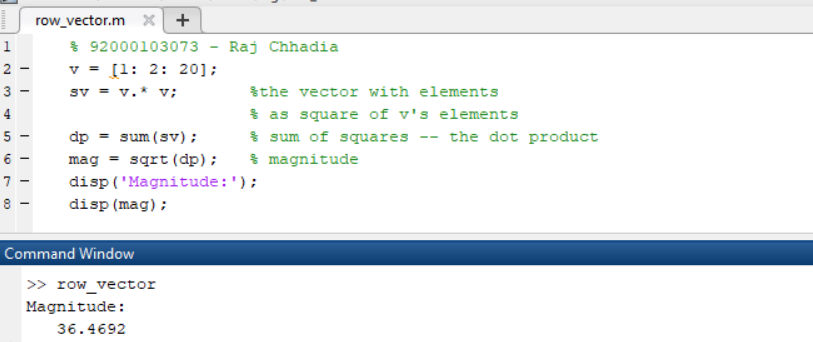 row_vector.m
1 % 92000103073 - Raj Chhadia
2 - v = [1: 2: 20];
3 - sv = v.* v; %the vector with elements
4 % as square of v's elements
5 - dp = sum(sv); % sum of squares -- the dot product
6 - mag = sqrt(dp); % magnitude
7 - disp('Magnitude:');
8 - disp(mag);
Command Window
>> row_vector
Magnitude:
36.4692